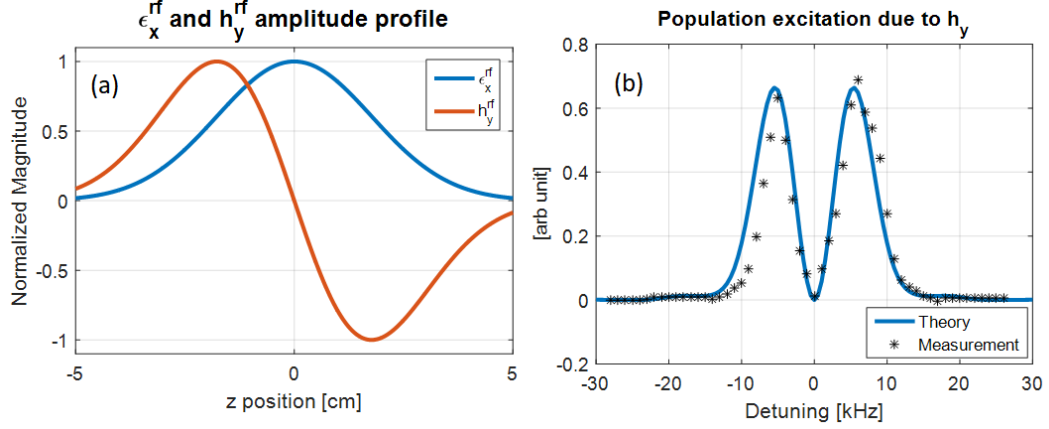 ϵ_x^rf and h_y^rf amplitude profile
(a)
ϵ_x^rf
h_y^rf
Normalized Magnitude
1
0.5
0
-0.5
-1
-5
0
5
z position [cm]
Population excitation due to h_y
(b)
[arb unit]
0.8
0.6
0.4
0.2
0
-0.2
Theory
Measurement
-30
-20
-10
0
10
20
30
Detuning [kHz]